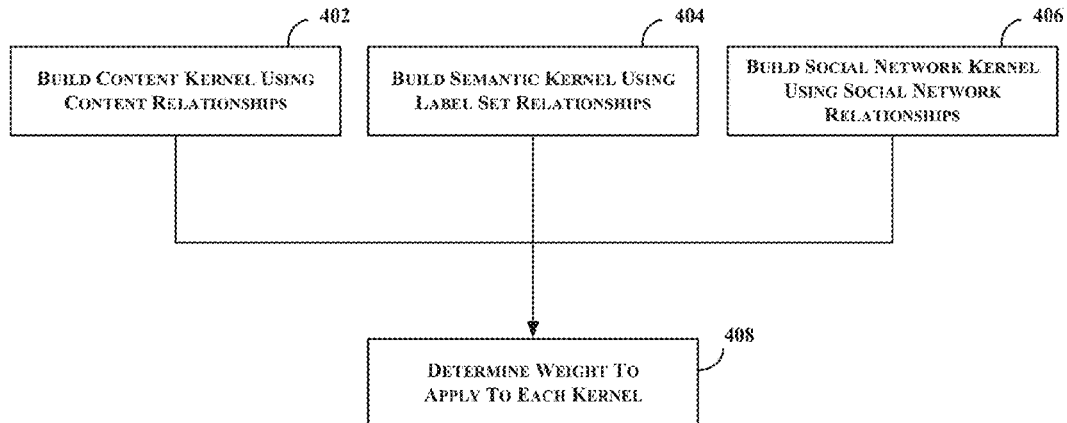 402
BUILD CONTENT KERNEL USING
CONTENT RELATIONSHIPS
404
BUILD SEMANTIC KERNEL USING
LABEL SET RELATIONSHIPS
406
BUILD SOCIAL NETWORK KERNEL
USING SOCIAL NETWORK
RELATIONSHIPS
408
DETERMINE WEIGHT TO
APPLY TO EACH KERNEL